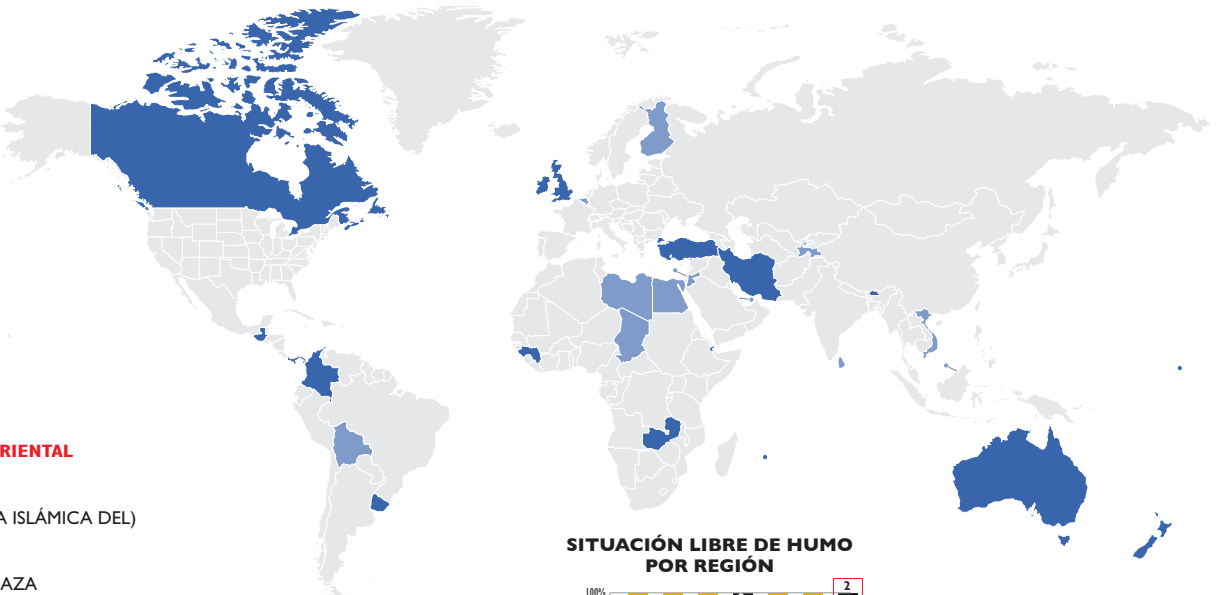 RIENTAL
A ISLÁMICA DEL)
AZA
SITUACIÓN LIBRE DE HUMO
POR REGIÓN
100%
2